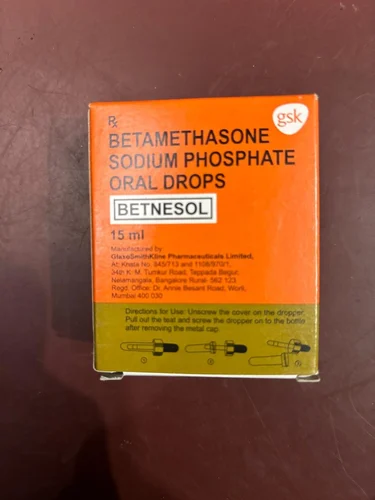 Rx
gsk
BETAMETHASONE
SODIUM PHOSPHATE
ORAL DROPS
BETNESOL
15 ml
Manufactured by
GlaxoSmithKline Pharmaceuticals Limited,
At: Khata No. 845/713 and 1108/970/1,
34th K. M. Tumkur Road, Teppada Begur,
Nelamangala, Bangalore Rural- 562 123
Regd. Office: Dr. Annie Besant Road, Worli,
Mumbai 400 030
Directions for Use: Unscrew the cover on the dropper.
Pull out the teat and screw the dropper on to the bottle
after removing the metal cap.